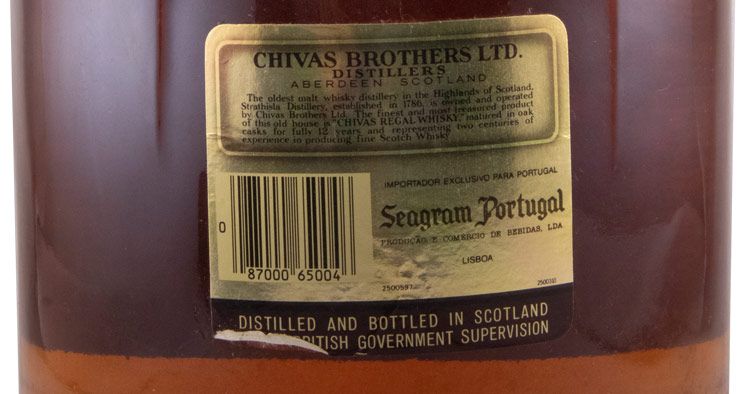 CHIVAS BROTHERS LTD.
DISTILLERS
ABERDEEN SCOTLAND
The oldest malt whisky distillery in the Highlands of Scotland,
Strathisla Distillery, established in 1786, is owned and operated
by Chivas Brothers Ltd. The finest and most treasured product
of this old house is "CHIVAS REGAL WHISKY," matured in oak
casks for fully 12 years and representing two centuries of
experience in producing fine Scotch Whisky
IMPORTADOR EXCLUSIVO PARA PORTUGAL
Seagram Portugal
PRODUÇÃO E COMERCIO DE BEBIDAS, LDA
LISBOA
0 87000 65004
2500597
DISTILLED AND BOTTLED IN SCOTLAND
BRITISH GOVERNMENT SUPERVISION